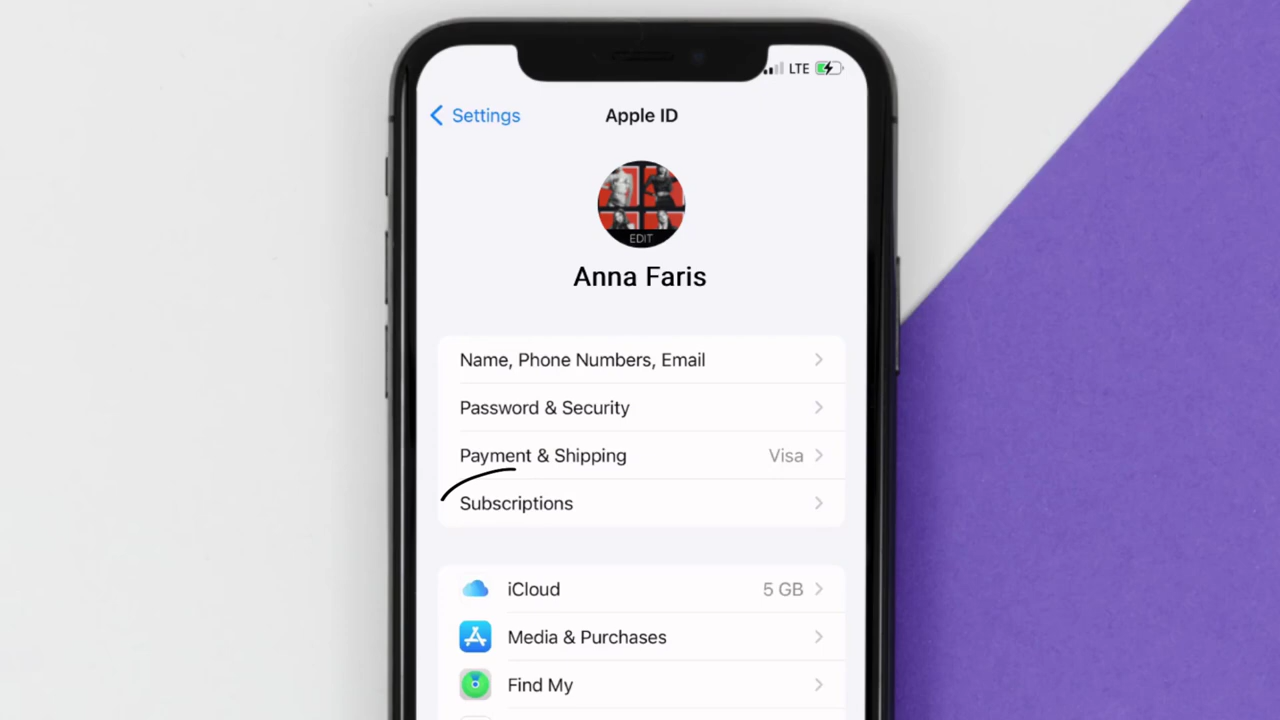 LTE
Settings
Apple ID
EDIT
Anna Faris
Name, Phone Numbers, Email
Password & Security
Payment & Shipping Visa
Subscriptions
iCloud 5 GB
Media & Purchases
Find My